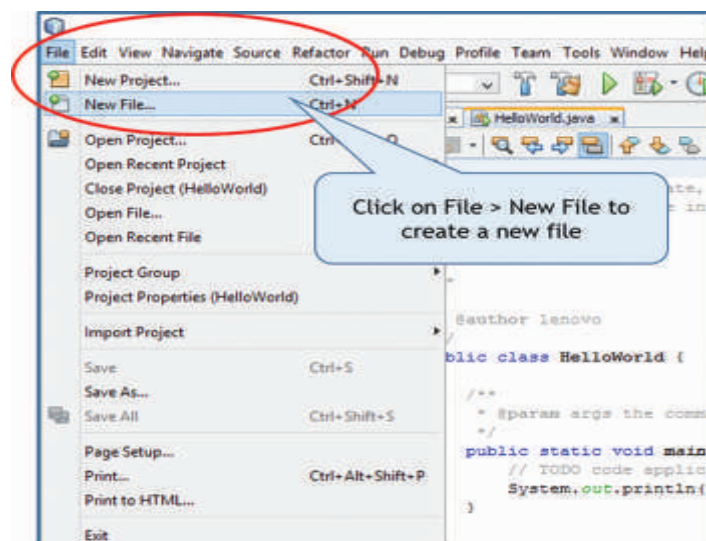 File Edit View Navigate Source Refactor Run Debug Profile Team Tools Window Help
New Project... Ctrl+Shift+N
New File... Ctrl+N
HelloWorld.java
Open Project...
Open Recent Project
Close Project (HelloWorld)
Open File...
Open Recent File
Click on File > New File to
create a new file
Project Group
Project Properties (HelloWorld)
@author lenovo
Import Project
class HelloWorld {
Save Ctrl+S
/**
Save As...
* @param args the
Save All Ctrl+Shift+S
*/
Page Setup...
public static void main
Print... Ctrl+Alt+Shift+P
// TODO code
System.out.println(
Print to HTML...
}
Exit